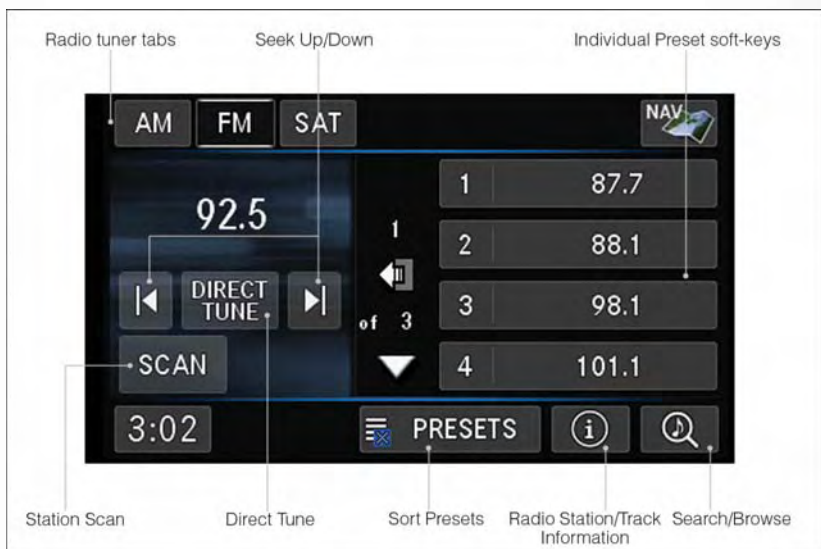 Radio tuner tabs
Seek Up/Down
Individual Preset soft-keys
AM
FM
SAT
NAV
92.5
DIRECT
TUNE
SCAN
1
of 3
1 87.7
2 88.1
3 98.1
4 101.1
3:02
PRESETS
i
Station Scan
Direct Tune
Sort Presets
Radio Station/Track
Information
Search/Browse